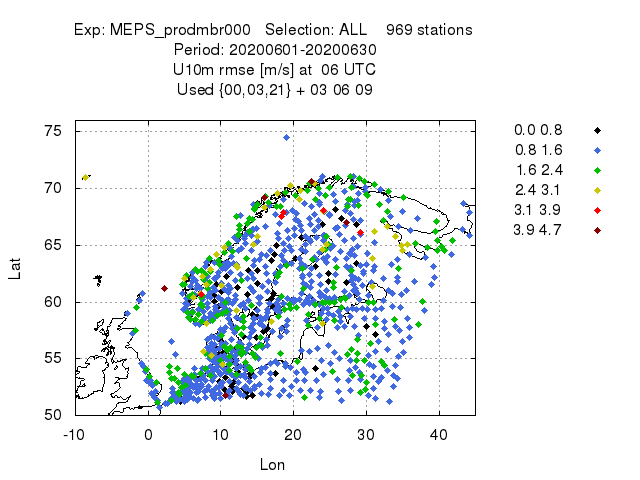 Exp: MEPS_prodmbr000   Selection: ALL    969 stations
Period: 20200601-20200630
U10m rmse [m/s] at  06 UTC
Used {00,03,21} + 03 06 09
75
70
65
60
55
50
Lat
-10 0 10 20 30 40
Lon
0.0 0.8
0.8 1.6
1.6 2.4
2.4 3.1
3.1 3.9
3.9 4.7